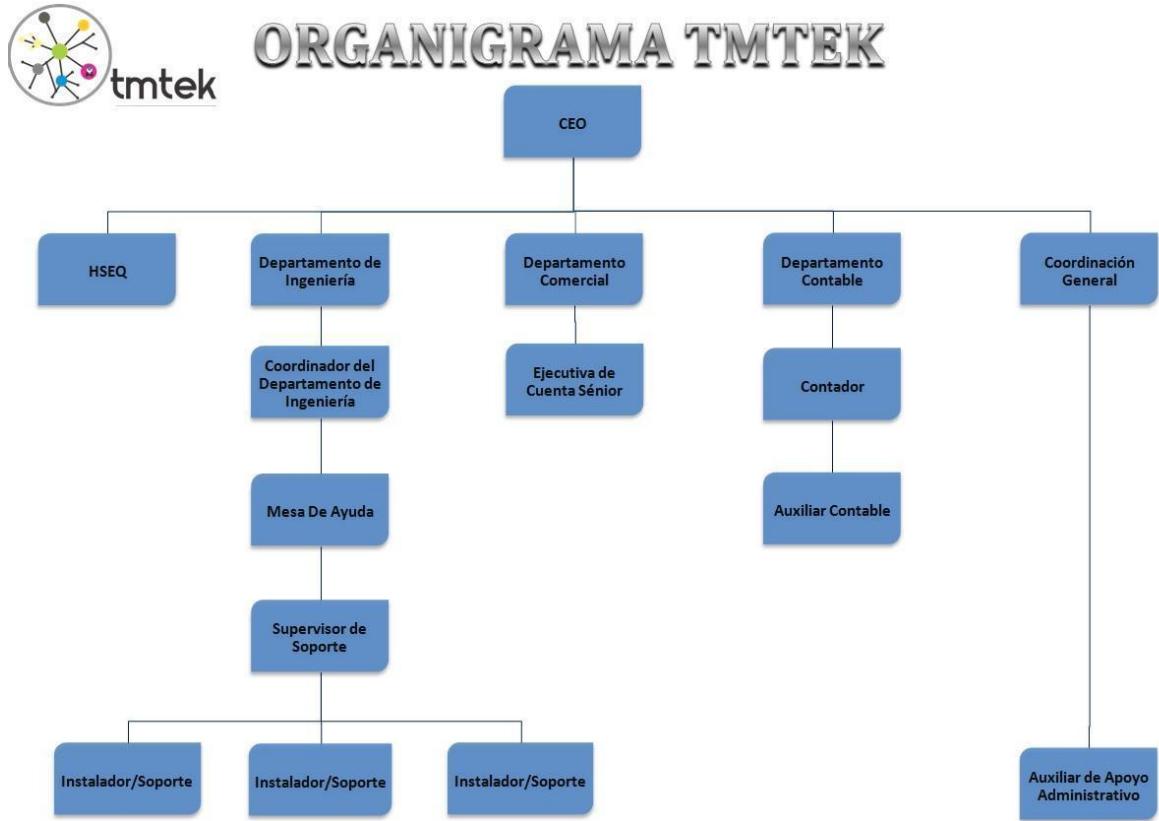 tmtek
ORGANIGRAMA TMTEK
CEO
HSEQ
Departamento de
Ingeniería
Departamento
Comercial
Departamento
Contable
Coordinación
General
Coordinador del
Departamento de
Ingeniería
Ejecutiva de
Cuenta Sénior
Contador
Mesa De Ayuda
Auxiliar Contable
Supervisor de
Soporte
Instalador/Soporte
Instalador/Soporte
Instalador/Soporte
Auxiliar de Apoyo
Administrativo